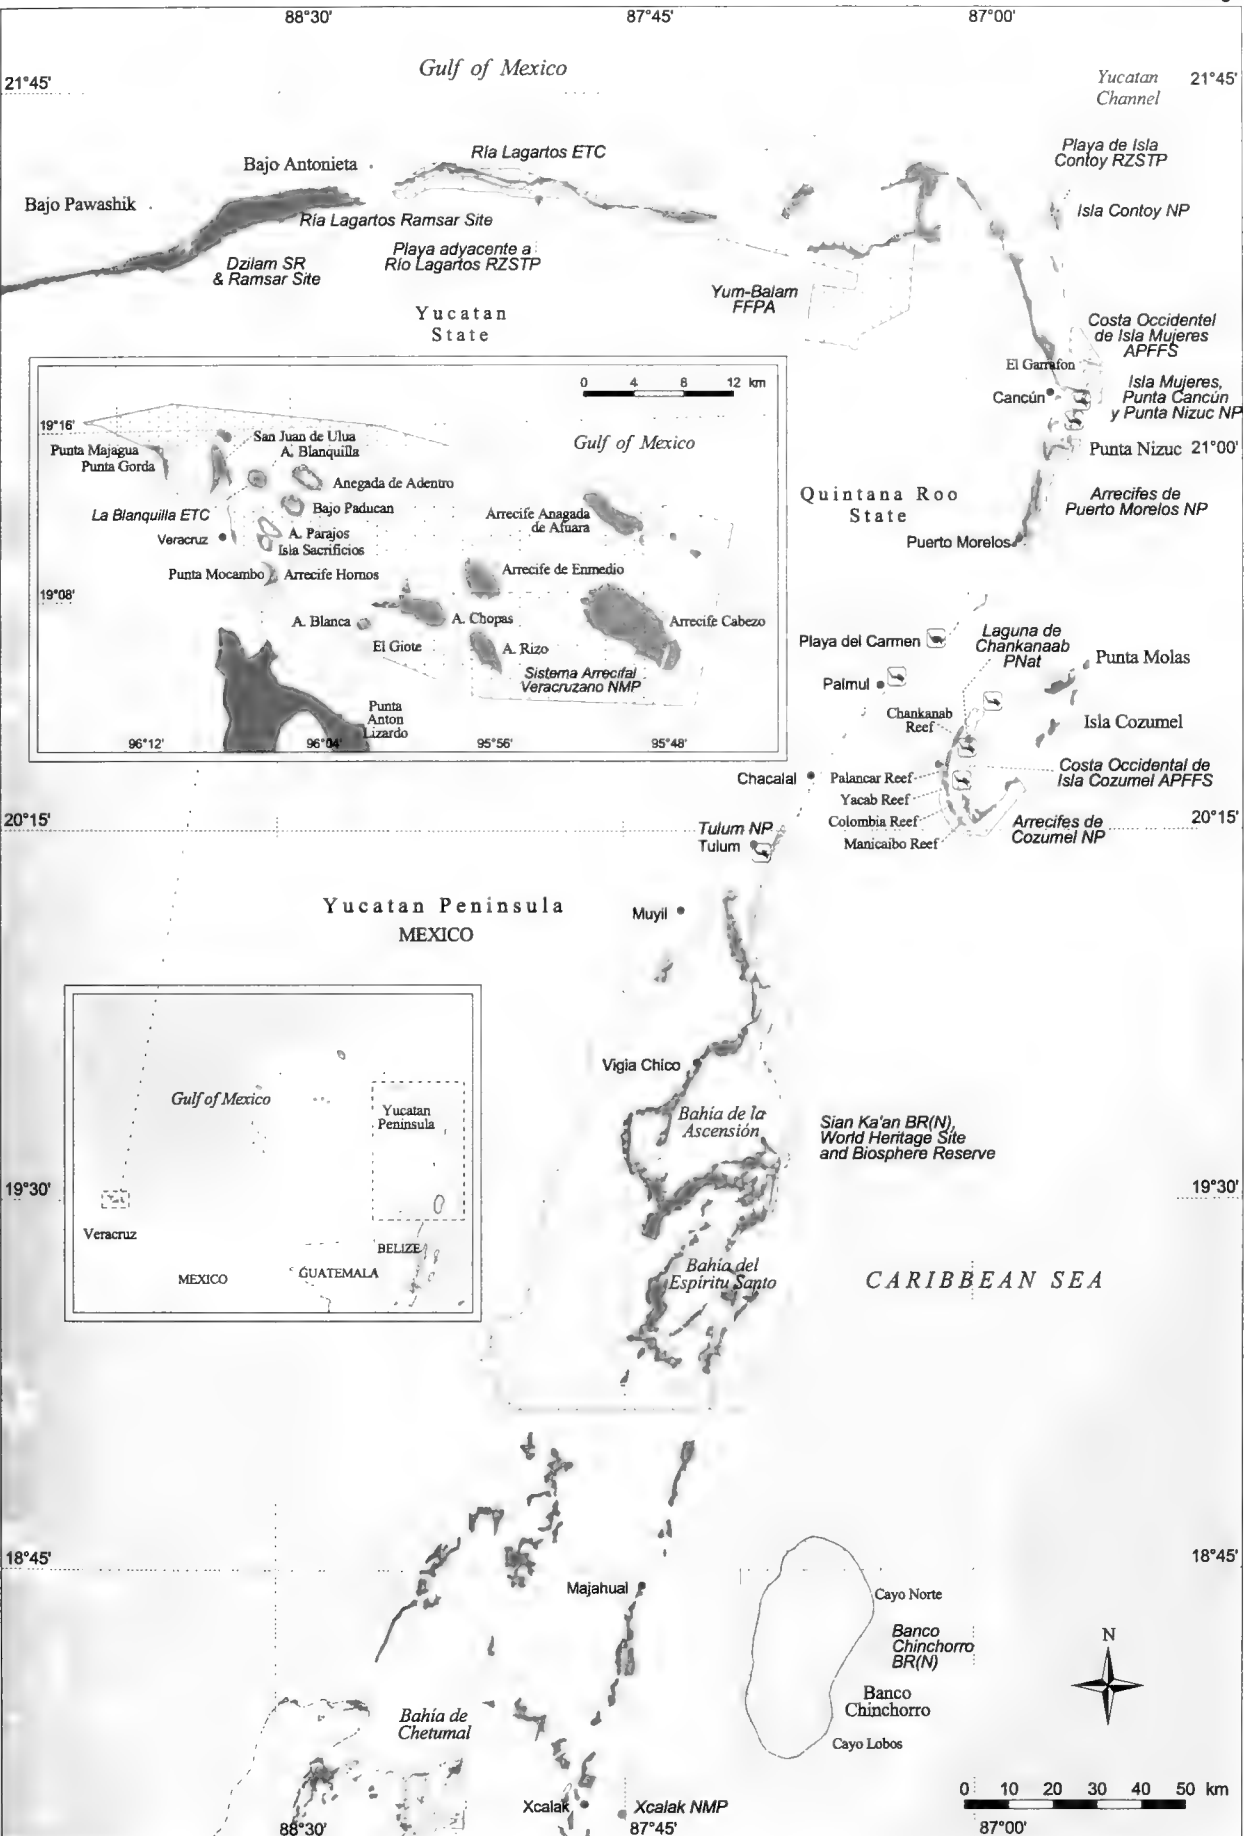 88°30'
87°45'
87°00'
Gulf of Mexico
21°45'
Yucatan
Channel
21°45'
Playa de Isla
Contoy RZSTP
Ría Lagartos ETC
Bajo Antonieta
Isla Contoy NP
Bajo Pawashik
Ría Lagartos Ramsar Site
Playa adyacente a
Río Lagartos RZSTP
Dzilam SR
& Ramsar Site
Yum-Balam
FFPA
Yucatan
State
Costa Occidentel
de Isla Mujeres
APFFS
El Garrafon
Cancún
Isla Mujeres,
Punta Cancún
y Punta Nizuc NP
Punta Nizuc
21°00'
Quintana Roo
State
Arrecifes de
Puerto Morelos NP
Puerto Morelos
0 4 8 12 km
19°16'
Gulf of Mexico
San Juan de Ulua
A. Blanquilla
Punta Majagua
Punta Gorda
Anegada de Adentro
Bajo Paducan
La Blanquilla ETC
Arrecife Anagada
de Afuara
A. Parajos
Veracruz
Isla Sacrificios
Punta Mocambo
Arrecife Hornos
Arrecife de Enmedio
19°08'
A. Blanca
A. Chopas
Arrecife Cabezo
El Giote
A. Rizo
Sistema Arrecifal
Veracruzano NMP
Punta
Anton
Lizardo
96°12'
96°04'
95°56'
95°48'
Playa del Carmen
Laguna de
Chankanaab
PNat
Punta Molas
Palmul
Chankanab
Reef
Isla Cozumel
Chacalal
Palancar Reef
Costa Occidental de
Isla Cozumel APFFS
Yacab Reef
Colombia Reef
Manicaibo Reef
Arrecifes de
Cozumel NP
20°15'
20°15'
Tulum NP
Tulum
Yucatan Peninsula
MEXICO
Muyil
Vigia Chico
Gulf of Mexico
Yucatan
Peninsula
Veracruz
BELIZE
GUATEMALA
MEXICO
Bahía de la
Ascensión
Sian Ka'an BR(N),
World Heritage Site
and Biosphere Reserve
19°30'
19°30'
Bahía del
Espíritu Santo
CARIBBEAN SEA
18°45'
18°45'
Majahual
Cayo Norte
Banco
Chinchorro
BR(N)
N
Banco
Chinchorro
Bahía de
Chetumal
Cayo Lobos
0 10 20 30 40 50 km
Xcalak
Xcalak NMP
88°30'
87°45'
87°00'